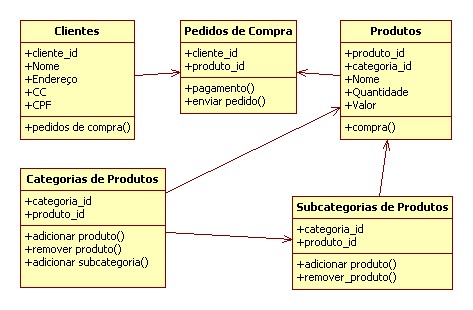 Clientes
+cliente_id
+Nome
+Endereço
+CC
+CPF
+pedidos de compra()
Pedidos de Compra
+cliente_id
+produto_id
+pagamento()
+enviar pedido()
Produtos
+produto_id
+categoria_id
+Nome
+Quantidade
+Valor
+compra()
Categorias de Produtos
+categoria_id
+produto_id
+adicionar produto()
+remover produto()
+adicionar subcategoria()
Subcategorias de Produtos
+categoria_id
+produto_id
+adicionar produto()
+remover_produto()